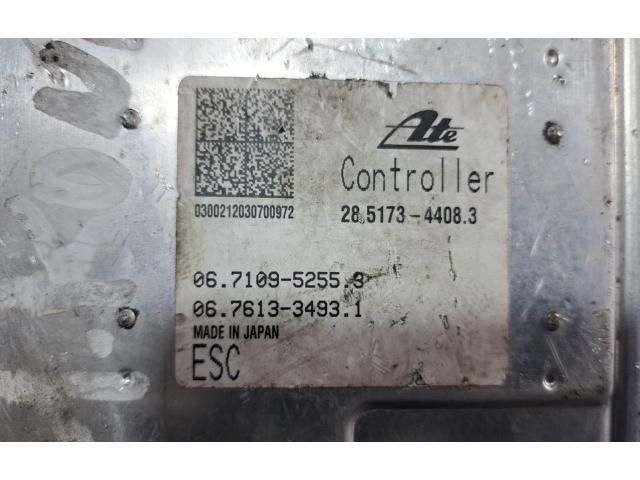 Ate
Controller
0300212030700972
28.5173-4408.3
06.7109-5255.3
06.7613-3493.1
MADE IN JAPAN
ESC